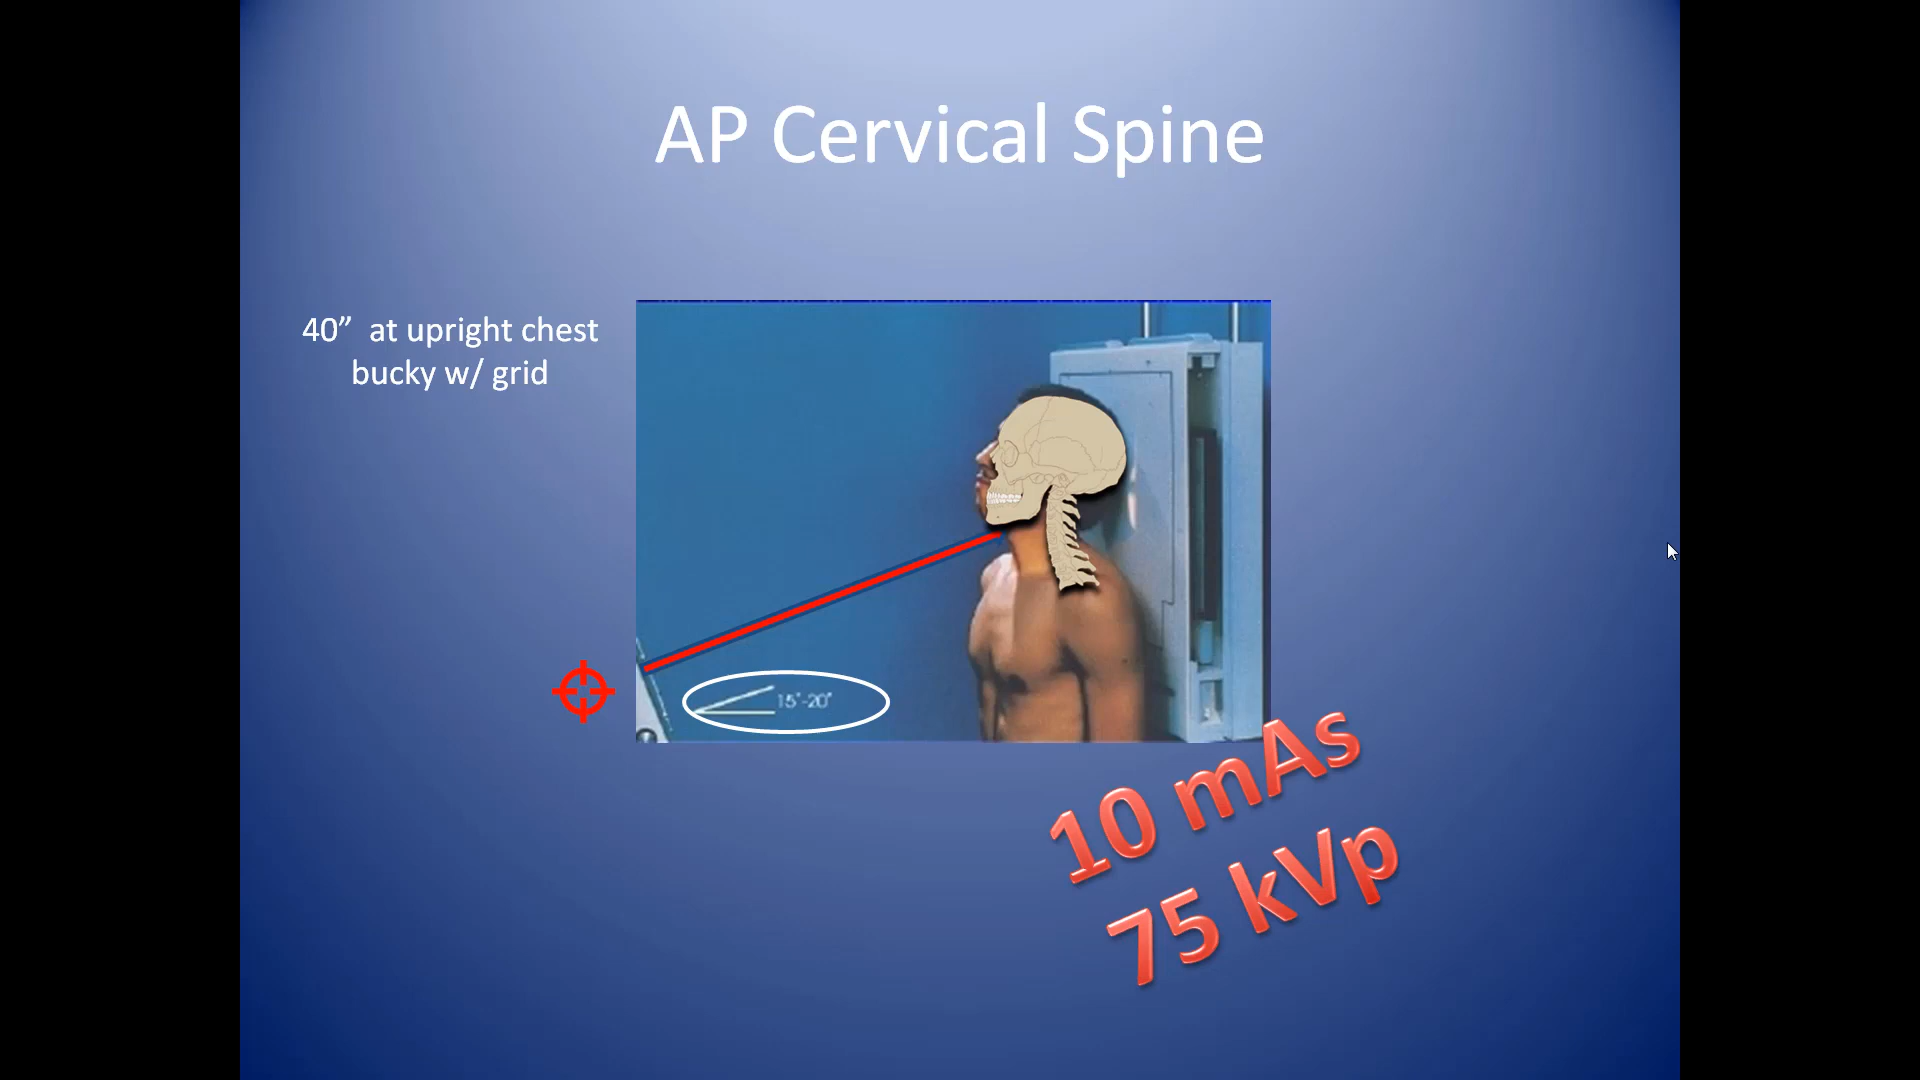 AP Cervical Spine
40” at upright chest
bucky w/ grid
15°-20°
10 mAs
75 kVp